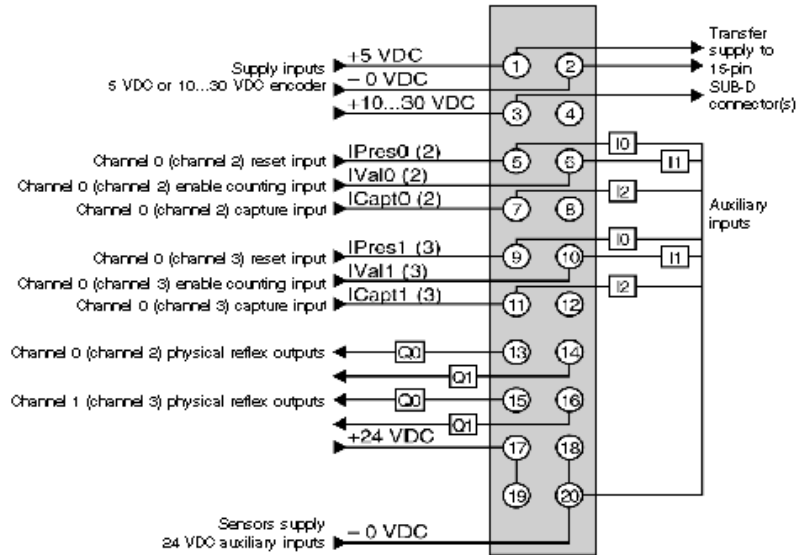 Transfer
supply to
15-pin
SUB-D
connector(s)
+5 VDC
1
2
Supply inputs
5 VDC or 10...30 VDC encoder
– 0 VDC
+10...30 VDC
3
4
IPres0 (2)
5
6
I0
I1
Channel 0 (channel 2) reset input
IVal0 (2)
Channel 0 (channel 2) enable counting input
ICapt0 (2)
7
8
I2
Channel 0 (channel 2) capture input
Auxiliary
inputs
IPres1 (3)
9
10
I0
I1
Channel 0 (channel 3) reset input
IVal1 (3)
Channel 0 (channel 3) enable counting input
ICapt1 (3)
11
12
I2
Channel 0 (channel 3) capture input
Channel 0 (channel 2) physical reflex outputs
Q0
13
14
Q1
Channel 1 (channel 3) physical reflex outputs
Q0
15
16
Q1
+24 VDC
17
18
19
20
Sensors supply
24 VDC auxiliary inputs
– 0 VDC